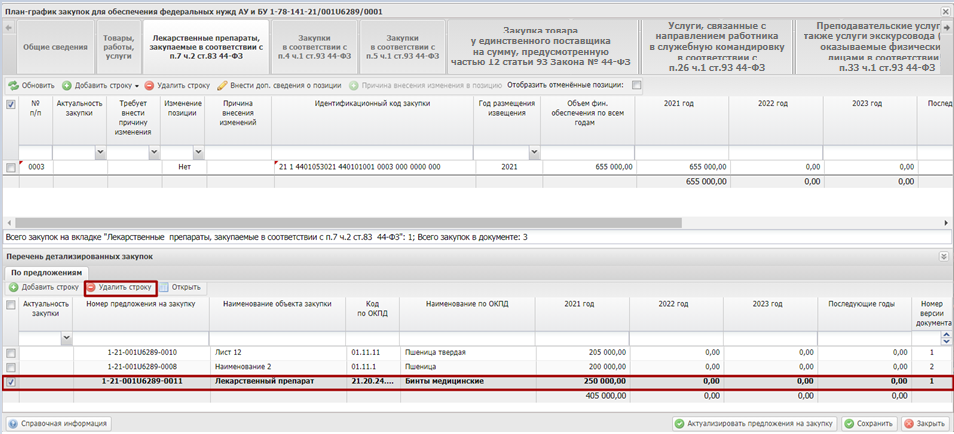 План-график закупок для обеспечения федеральных нужд АУ и БУ 1-78-141-21/001U6289/0001
Общие сведения
Товары, работы, услуги
Лекарственные препараты, закупаемые в соответствии с п.7 ч.2 ст.83 44-ФЗ
Закупки в соответствии с п.4 ч.1 ст.93 44-ФЗ
Закупки в соответствии с п.5 ч.1 ст.93 44-ФЗ
Закупка товара у единственного поставщика на сумму, предусмотренную частью 12 статьи 93 Закона № 44-ФЗ
Услуги, связанные с направлением работника в служебную командировку в соответствии с п.26 ч.1 ст.93 44-ФЗ
Преподавательские услуг также услуги экскурсовода ( оказываемые физически лицами в соответствии п.33 ч.1 ст.93 44-ФЗ
Обновить Добавить строку Удалить строку Внести доп. сведения о позиции Причина внесения изменений в позицию Отобразить отменённые позиции:
№ п/п Актуальность закупки Требует внести причину изменения Изменение позиции Причина внесения изменений Идентификационный код закупки Год размещения извещения Объем фин. обеспечения по всем годам 2021 год 2022 год 2023 год Послед
0003 Нет 21 1 4401053021 440101001 0003 000 0000 000 2021 655 000,00 655 000,00 0,00 0,00
655 000,00 0,00 0,00
Всего закупок на вкладке "Лекарственные препараты, закупаемые в соответствии с п.7 ч.2 ст.83 44-ФЗ": 1; Всего закупок в документе: 3
Перечень детализированных закупок
По предложениям
Добавить строку Удалить строку Открыть
Актуальность закупки Номер предложения на закупку Наименование объекта закупки Код по ОКПД Наименование по ОКПД 2021 год 2022 год 2023 год Последующие годы Номер версии документа
1-21-001U6289-0010 Лист 12 01.11.11 Пшеница твердая 205 000,00 0,00 0,00 0,00 1
1-21-001U6289-0008 Наименование 2 01.11.1 Пшеница 200 000,00 0,00 0,00 0,00 2
1-21-001U6289-0011 Лекарственный препарат 21.20.24.... Бинты медицинские 250 000,00 0,00 0,00 0,00 1
405 000,00 0,00 0,00 0,00
Справочная информация Актуализировать предложения на закупку Сохранить Закрыть